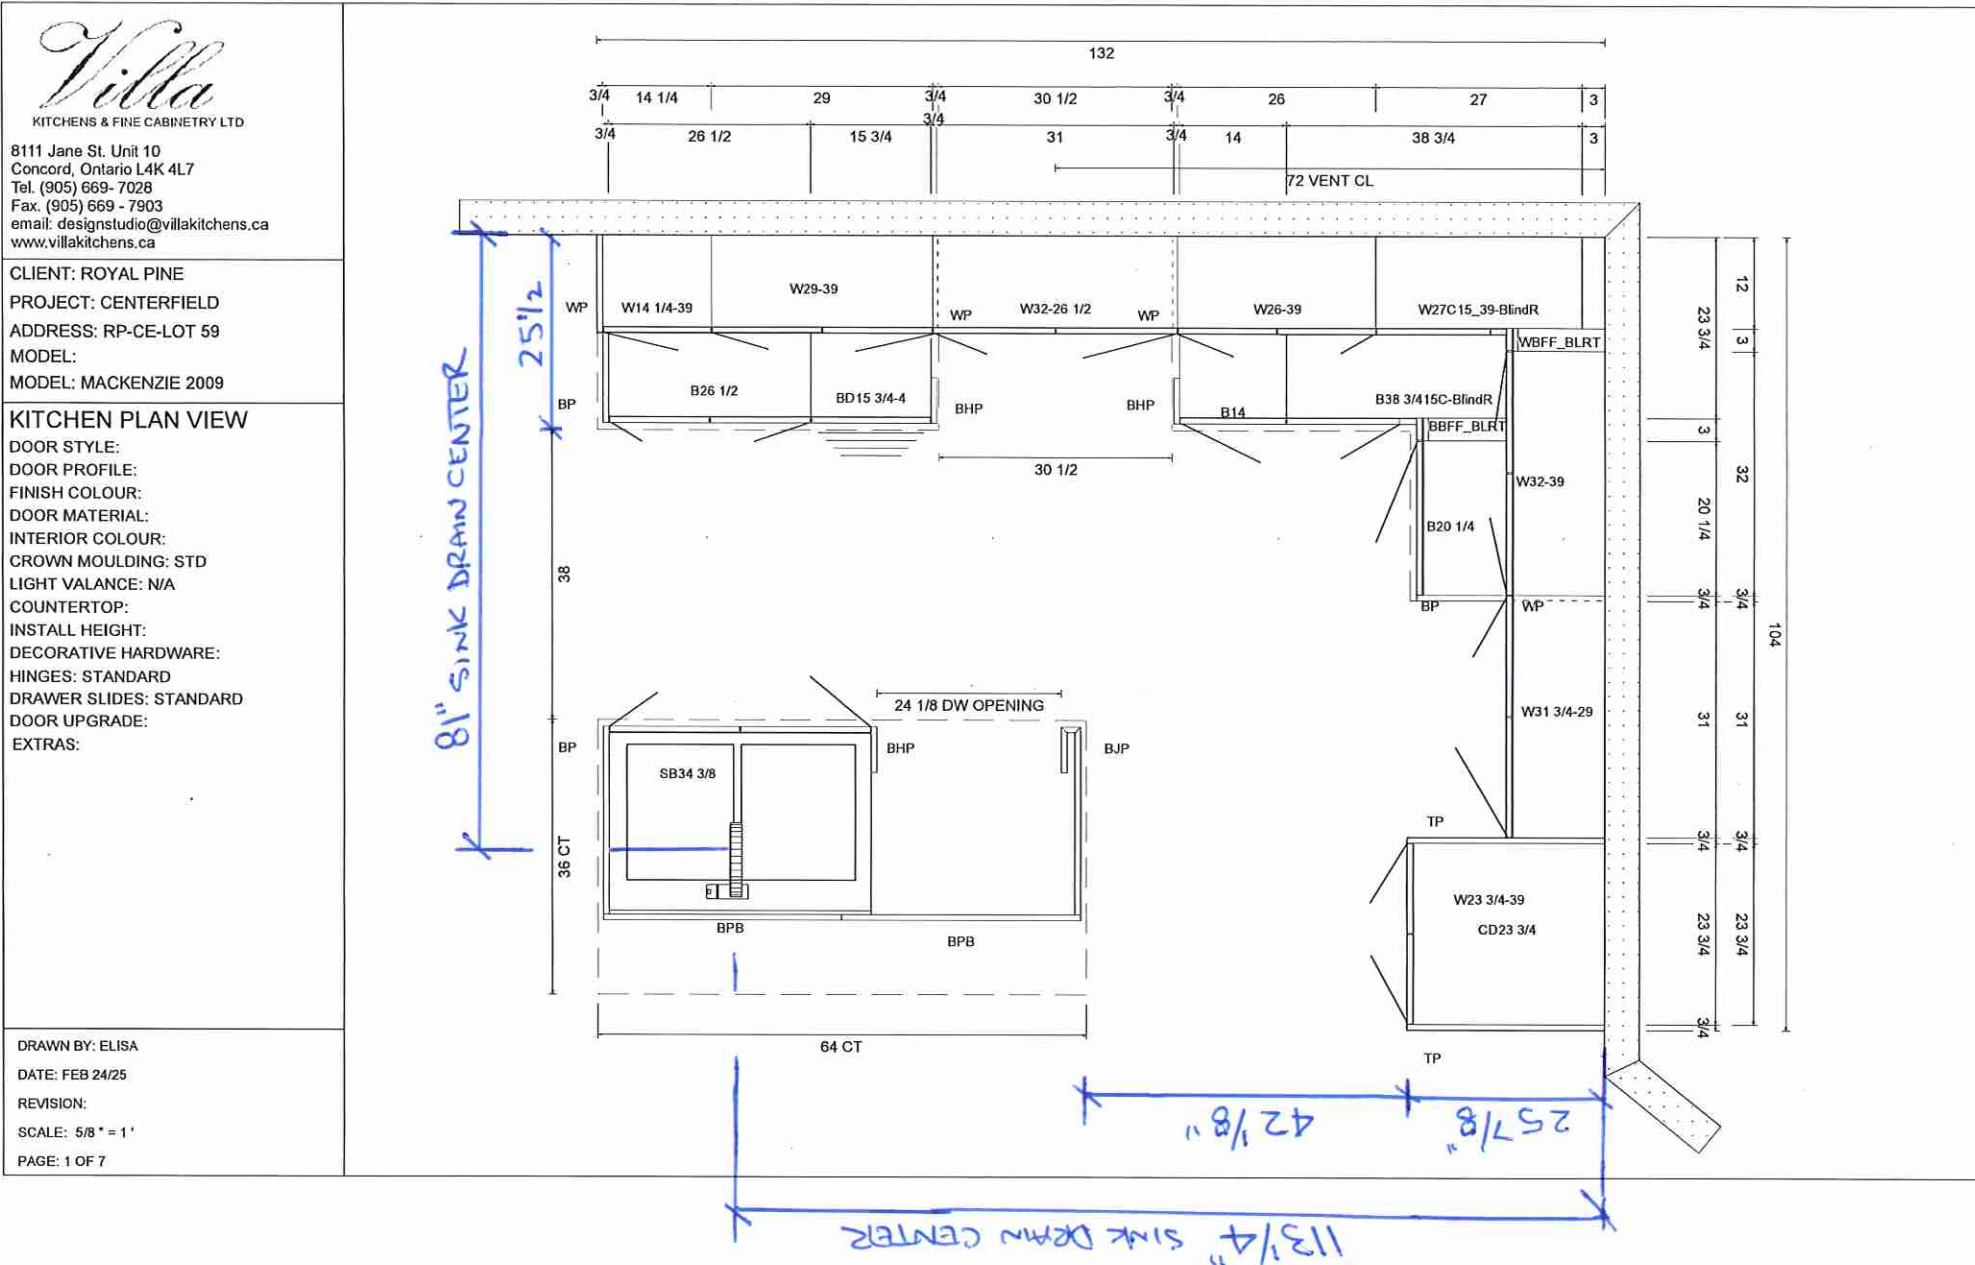 Villa
KITCHENS & FINE CABINETRY LTD
8111 Jane St. Unit 10
Concord, Ontario L4K 4L7
Tel. (905) 669- 7028
Fax. (905) 669 - 7903
email: designstudio@villakitchens.ca
www.villakitchens.ca
CLIENT: ROYAL PINE
PROJECT: CENTERFIELD
ADDRESS: RP-CE-LOT 59
MODEL:
MODEL: MACKENZIE 2009
KITCHEN PLAN VIEW
DOOR STYLE:
DOOR PROFILE:
FINISH COLOUR:
DOOR MATERIAL:
INTERIOR COLOUR:
CROWN MOULDING: STD
LIGHT VALANCE: N/A
COUNTERTOP:
INSTALL HEIGHT:
DECORATIVE HARDWARE:
HINGES: STANDARD
DRAWER SLIDES: STANDARD
DOOR UPGRADE:
EXTRAS:
DRAWN BY: ELISA
DATE: FEB 24/25
REVISION:
SCALE: 5/8 " = 1 '
PAGE: 1 OF 7
132
3/4 14 1/4 29 3/4 30 1/2 3/4 26 27 3
3/4
3/4 26 1/2 15 3/4 31 3/4 14 38 3/4 3
72 VENT CL
WP W14 1/4-39 W29-39 WP W32-26 1/2 WP W26-39 W27C15_39-BlindR
WBFF_BLRT
BP B26 1/2 BD15 3/4-4 BHP BHP B14 B38 3/415C-BlindR
BBFF_BLRT
30 1/2
W32-39
B20 1/4
BP WP
25 1/2
81" SINK DRAIN CENTER
38
36 CT
24 1/8 DW OPENING
W31 3/4-29
BP SB34 3/8 BHP BJP
TP
W23 3/4-39
CD23 3/4
BPB BPB
64 CT
TP
12
3
32
3/4
31
3/4
23 3/4
23 3/4
3
20 1/4
3/4
31
3/4
23 3/4
3/4
104
42 1/8"
25 7/8"
113 1/4" SINK DRAIN CENTER